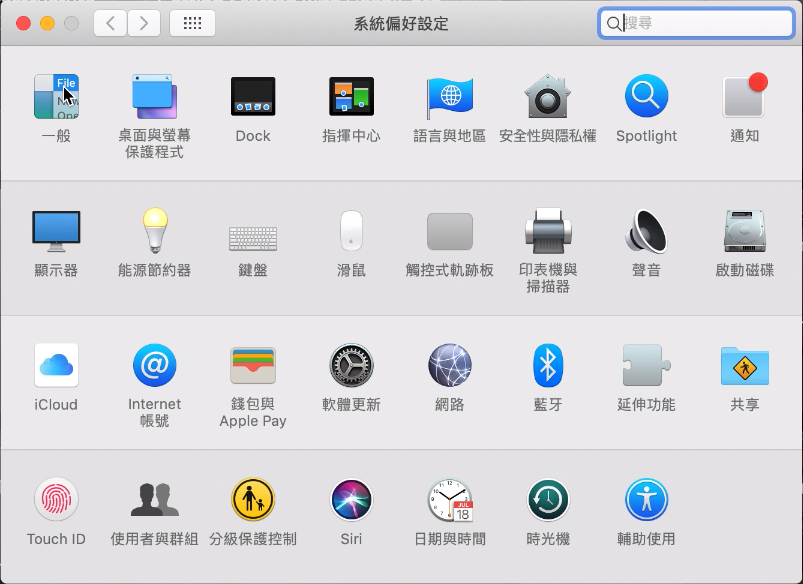 系統偏好設定
搜尋
File
New
One
一般
桌面與螢幕
保護程式
Dock
指揮中心
語言與地區
安全性與隱私權
Spotlight
通知
顯示器
能源節約器
鍵盤
滑鼠
觸控式軌跡板
印表機與
掃描器
聲音
啟動磁碟
iCloud
Internet
帳號
錢包與
Apple Pay
軟體更新
網路
藍牙
延伸功能
共享
Touch ID
使用者與群組
分級保護控制
Siri
JUL
18
日期與時間
時光機
輔助使用